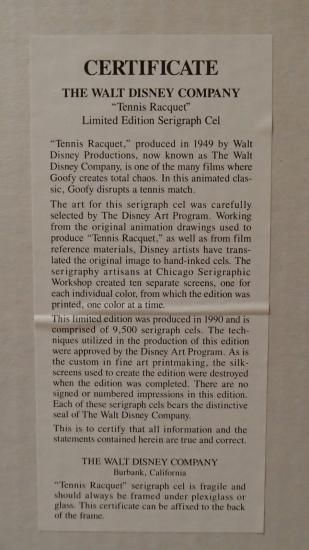 CERTIFICATE
THE WALT DISNEY COMPANY
“Tennis Racquet”
Limited Edition Serigraph Cel
“Tennis Racquet,” produced in 1949 by Walt
Disney Productions, now known as The Walt
Disney Company, is one of the many films where
Goofy creates total chaos. In this animated clas-
sic, Goofy disrupts a tennis match.
The art for this serigraph cel was carefully
selected by The Disney Art Program. Working
from the original animation drawings used to
produce “Tennis Racquet,” as well as from film
reference materials, Disney artists have trans-
lated the original image to hand-inked cels. The
serigraphy artisans at Chicago Serigraphic
Workshop created ten separate screens, one for
each individual color, from which the edition was
printed, one color at a time.
This limited edition was produced in 1990 and is
comprised of 9,500 serigraph cels. The tech-
niques utilized in the production of this edition
were approved by the Disney Art Program. As is
the custom in fine art printmaking, the silk-
screens used to create the edition were destroyed
when the edition was completed. There are no
signed or numbered impressions in this edition.
Each of these serigraph cels bears the distinctive
seal of The Walt Disney Company.
This is to certify that all information and the
statements contained herein are true and correct.
THE WALT DISNEY COMPANY
Burbank, California
“Tennis Racquet” serigraph cel is fragile and
should always be framed under plexiglass or
glass. This certificate can be affixed to the back
of the frame.